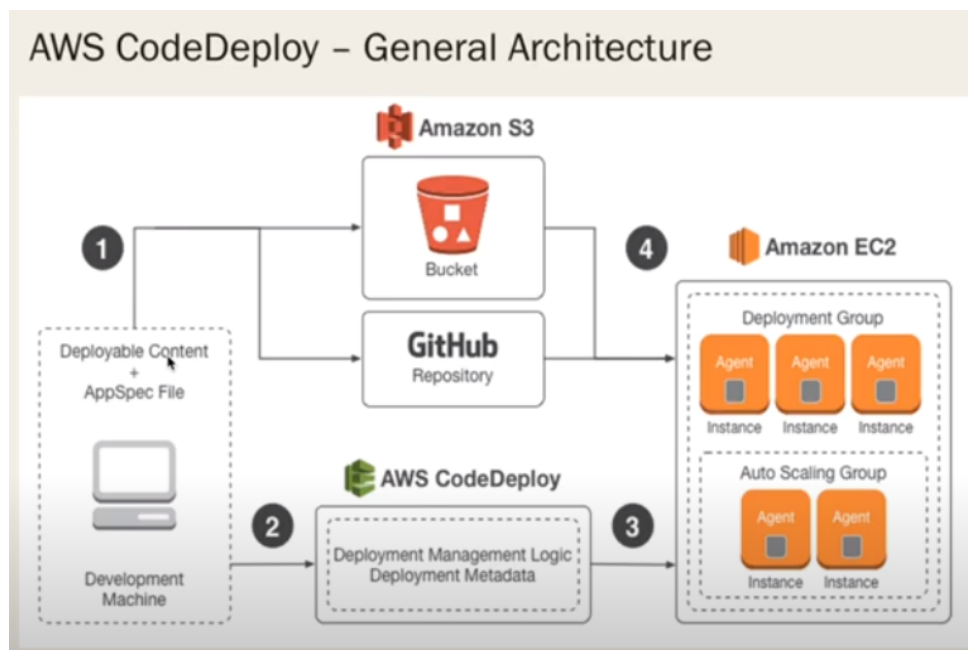 AWS CodeDeploy – General Architecture
Amazon S3
Bucket
1
4
Amazon EC2
GitHub
Repository
Deployable Content
+
AppSpec File
Development
Machine
2
AWS CodeDeploy
Deployment Management Logic
Deployment Metadata
3
Deployment Group
Agent Agent Agent
Instance Instance Instance
Auto Scaling Group
Agent Agent
Instance Instance